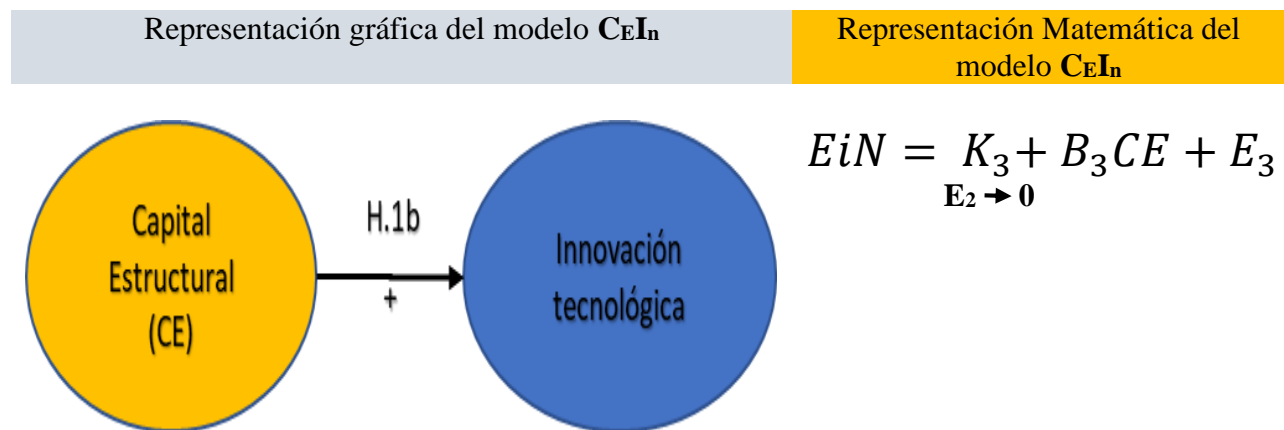 Representación gráfica del modelo CEIn
Representación Matemática del
modelo CEIn
EiN = K₃ + B₃CE + E₃
E₂ → 0
Capital
Estructural
(CE)
H.1b
+
Innovación
tecnológica